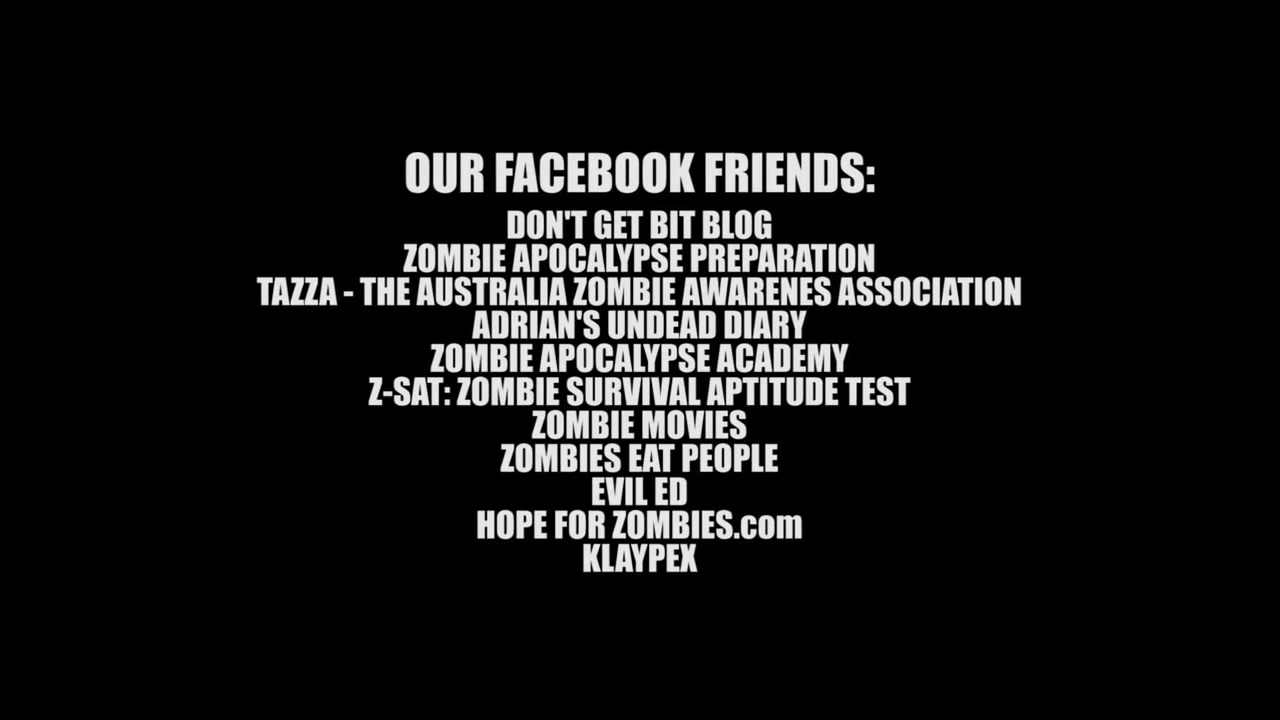 OUR FACEBOOK FRIENDS:
DON'T GET BIT BLOG
ZOMBIE APOCALYPSE PREPARATION
TAZZA - THE AUSTRALIA ZOMBIE AWARENES ASSOCIATION
ADRIAN'S UNDEAD DIARY
ZOMBIE APOCALYPSE ACADEMY
Z-SAT: ZOMBIE SURVIVAL APTITUDE TEST
ZOMBIE MOVIES
ZOMBIES EAT PEOPLE
EVIL ED
HOPE FOR ZOMBIES.com
KLAYPEX